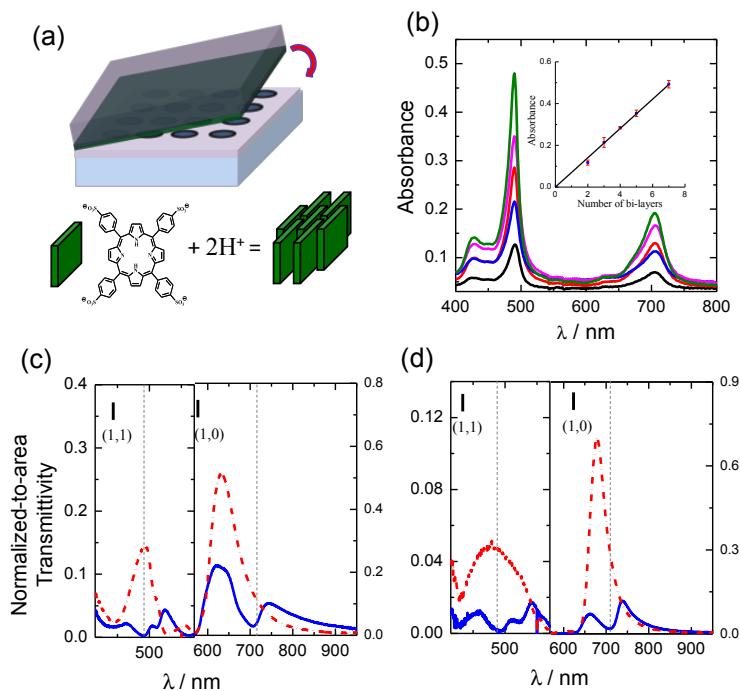 (a)
⊖O₃S
SO₃⊖
N
H
N
N
H
N
⊖O₃S
SO₃⊖
+ 2H⁺ =
(b)
Absorbance
0.5
0.4
0.3
0.2
0.1
400 500 600 700 800
λ / nm
Absorbance
0.6
0.4
0.2
0.0
0 4 8
Number of bi-layers
(c)
Normalized-to-area
Transmittivity
0.4
0.3
0.2
0.1
0.0
(1,1)
(1,0)
0.8
0.6
0.4
0.2
0.0
500 600 700 800 900
λ / nm
(d)
0.12
0.08
0.04
0.00
(1,1)
(1,0)
0.9
0.6
0.3
0.0
500 600 700 800 900
λ / nm